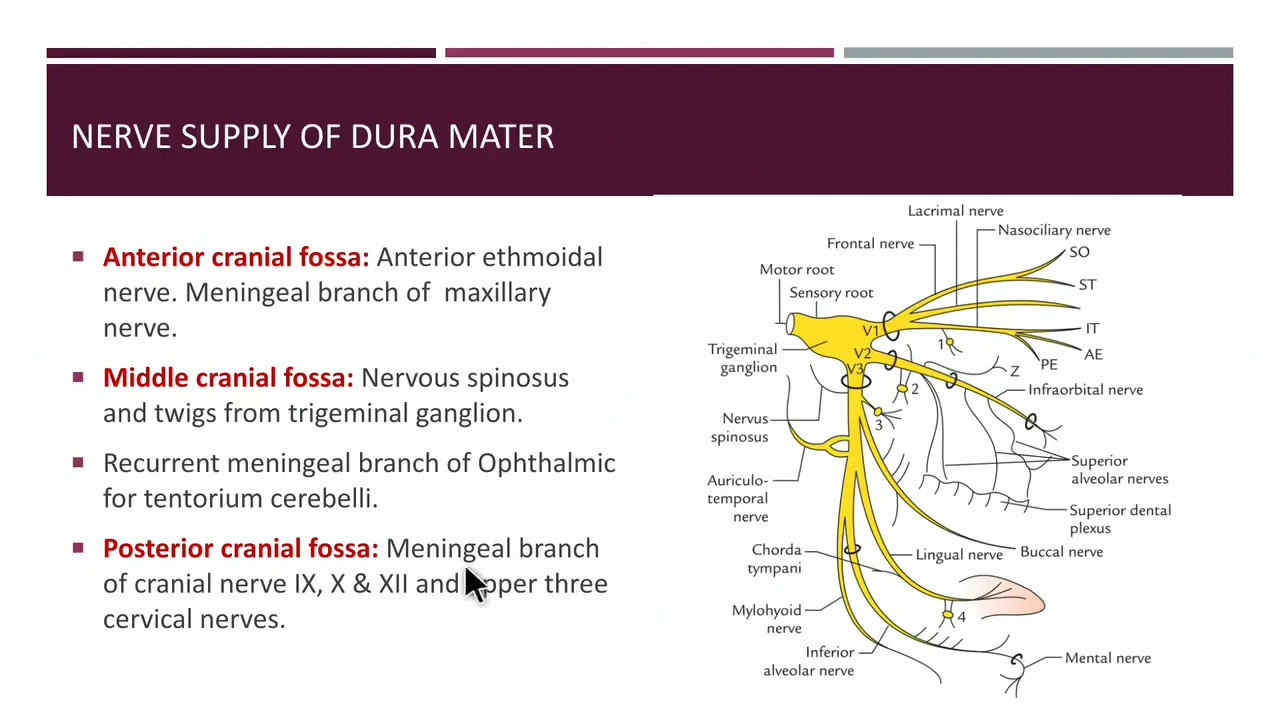 NERVE SUPPLY OF DURA MATER
Anterior cranial fossa: Anterior ethmoidal
nerve. Meningeal branch of maxillary
nerve.
Middle cranial fossa: Nervous spinosus
and twigs from trigeminal ganglion.
Recurrent meningeal branch of Ophthalmic
for tentorium cerebelli.
Posterior cranial fossa: Meningeal branch
of cranial nerve IX, X & XII and upper three
cervical nerves.
Lacrimal nerve
Nasociliary nerve
Frontal nerve
SO
Motor root
ST
Sensory root
V1
IT
Trigeminal
ganglion
V2
1
AE
PE
V3
Z
2
Infraorbital nerve
Nervus
spinosus
3
Superior
alveolar nerves
Auriculo-
temporal
nerve
Superior dental
plexus
Chorda
tympani
Lingual nerve
Buccal nerve
Mylohyoid
nerve
4
Inferior
alveolar nerve
Mental nerve